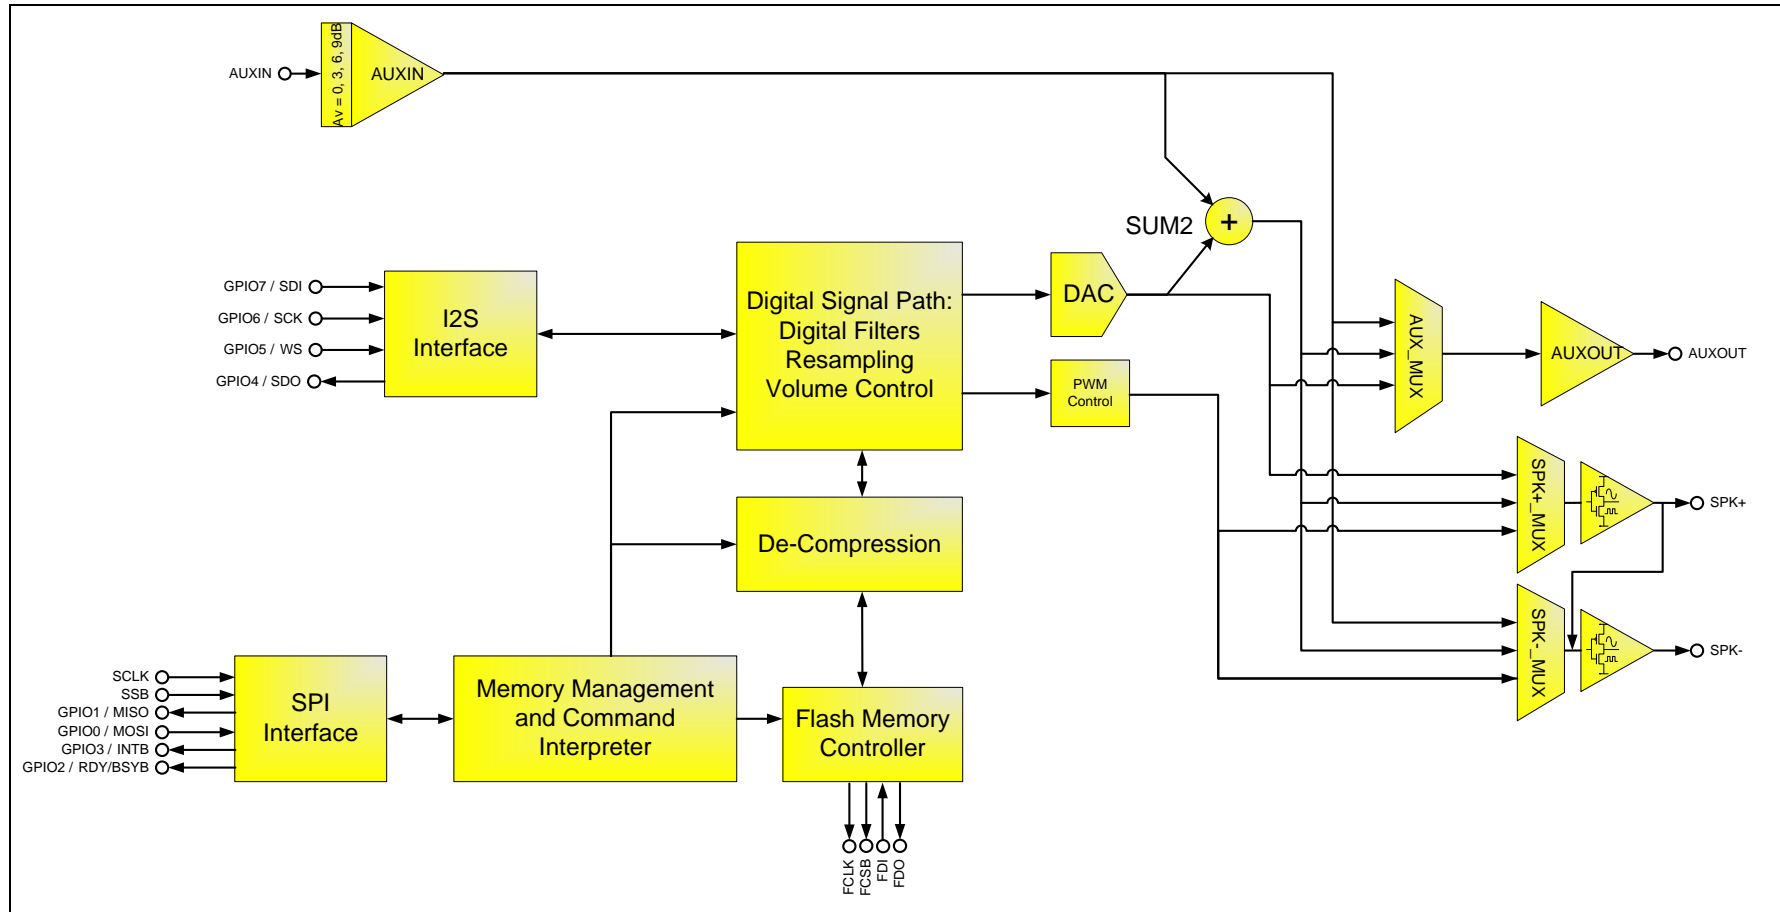 AUXIN
Av = 0, 3, 6, 9dB
AUXIN
SUM2
+
GPIO7 / SDI
GPIO6 / SCK
GPIO5 / WS
GPIO4 / SDO
I2S
Interface
Digital Signal Path:
Digital Filters
Resampling
Volume Control
DAC
PWM
Control
AUX_MUX
AUXOUT
AUXOUT
SPK+_MUX
SPK+
De-Compression
SPK-_MUX
SPK-
SCLK
SSB
GPIO1 / MISO
GPIO0 / MOSI
GPIO3 / INTB
GPIO2 / RDY/BSYB
SPI
Interface
Memory Management
and Command
Interpreter
Flash Memory
Controller
FCLK
FCSB
FDI
FDO